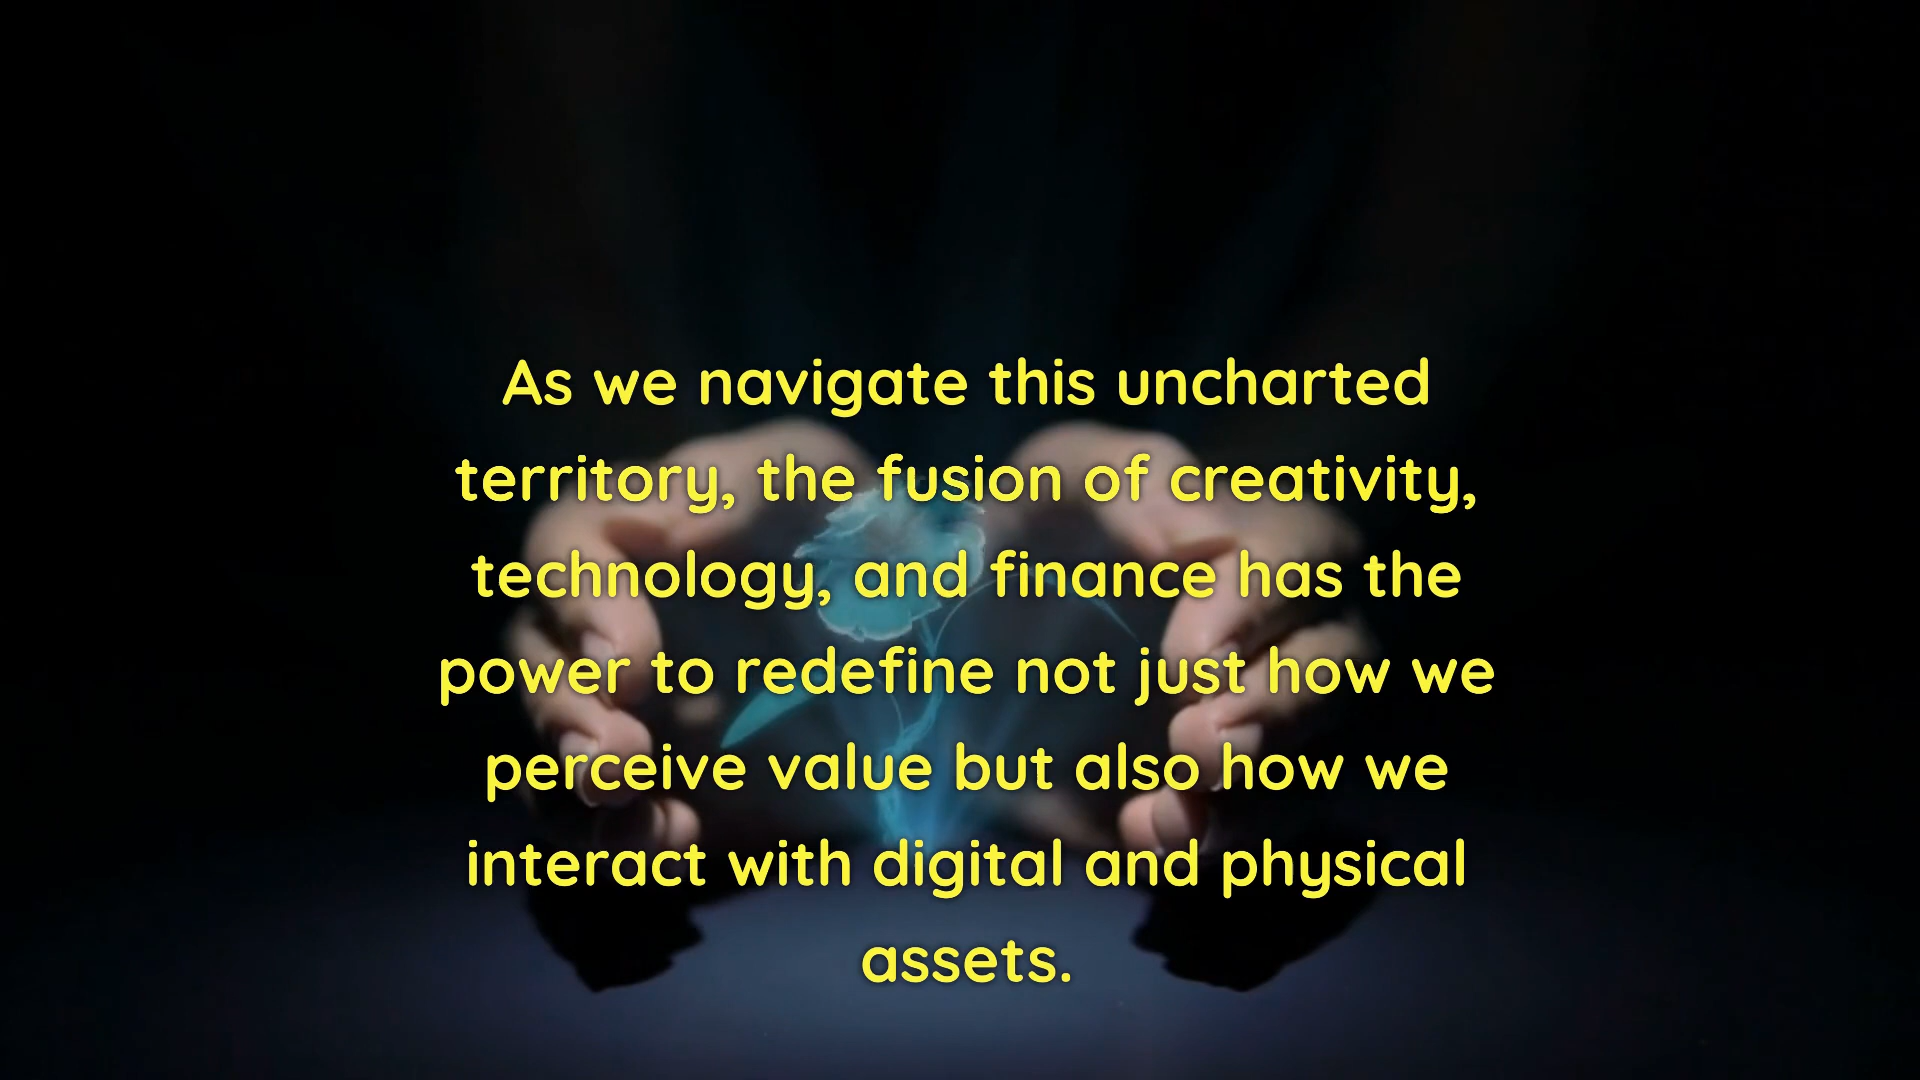 As we navigate this uncharted
territory, the fusion of creativity,
technology, and finance has the
power to redefine not just how we
perceive value but also how we
interact with digital and physical
assets.